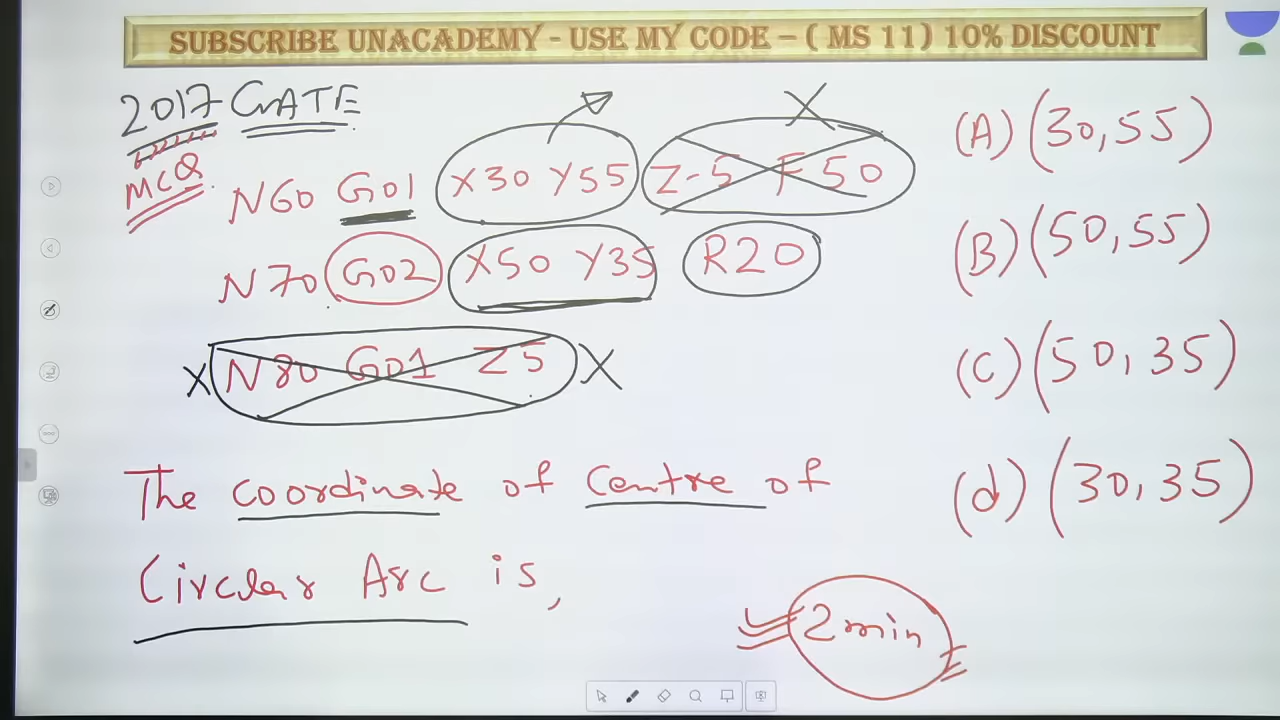 SUBSCRIBE UNACADEMY - USE MY CODE – ( MS 11) 10% DISCOUNT
2017 GATE
MCQ
N60 G01 X30 Y55 Z-5 F50
N70 G02 X50 Y35 R20
N80 G01 Z5
The coordinate of Centre of
Circular Arc is,
(A) (30,55)
(B) (50,55)
(C) (50,35)
(d) (30,35)
2 min